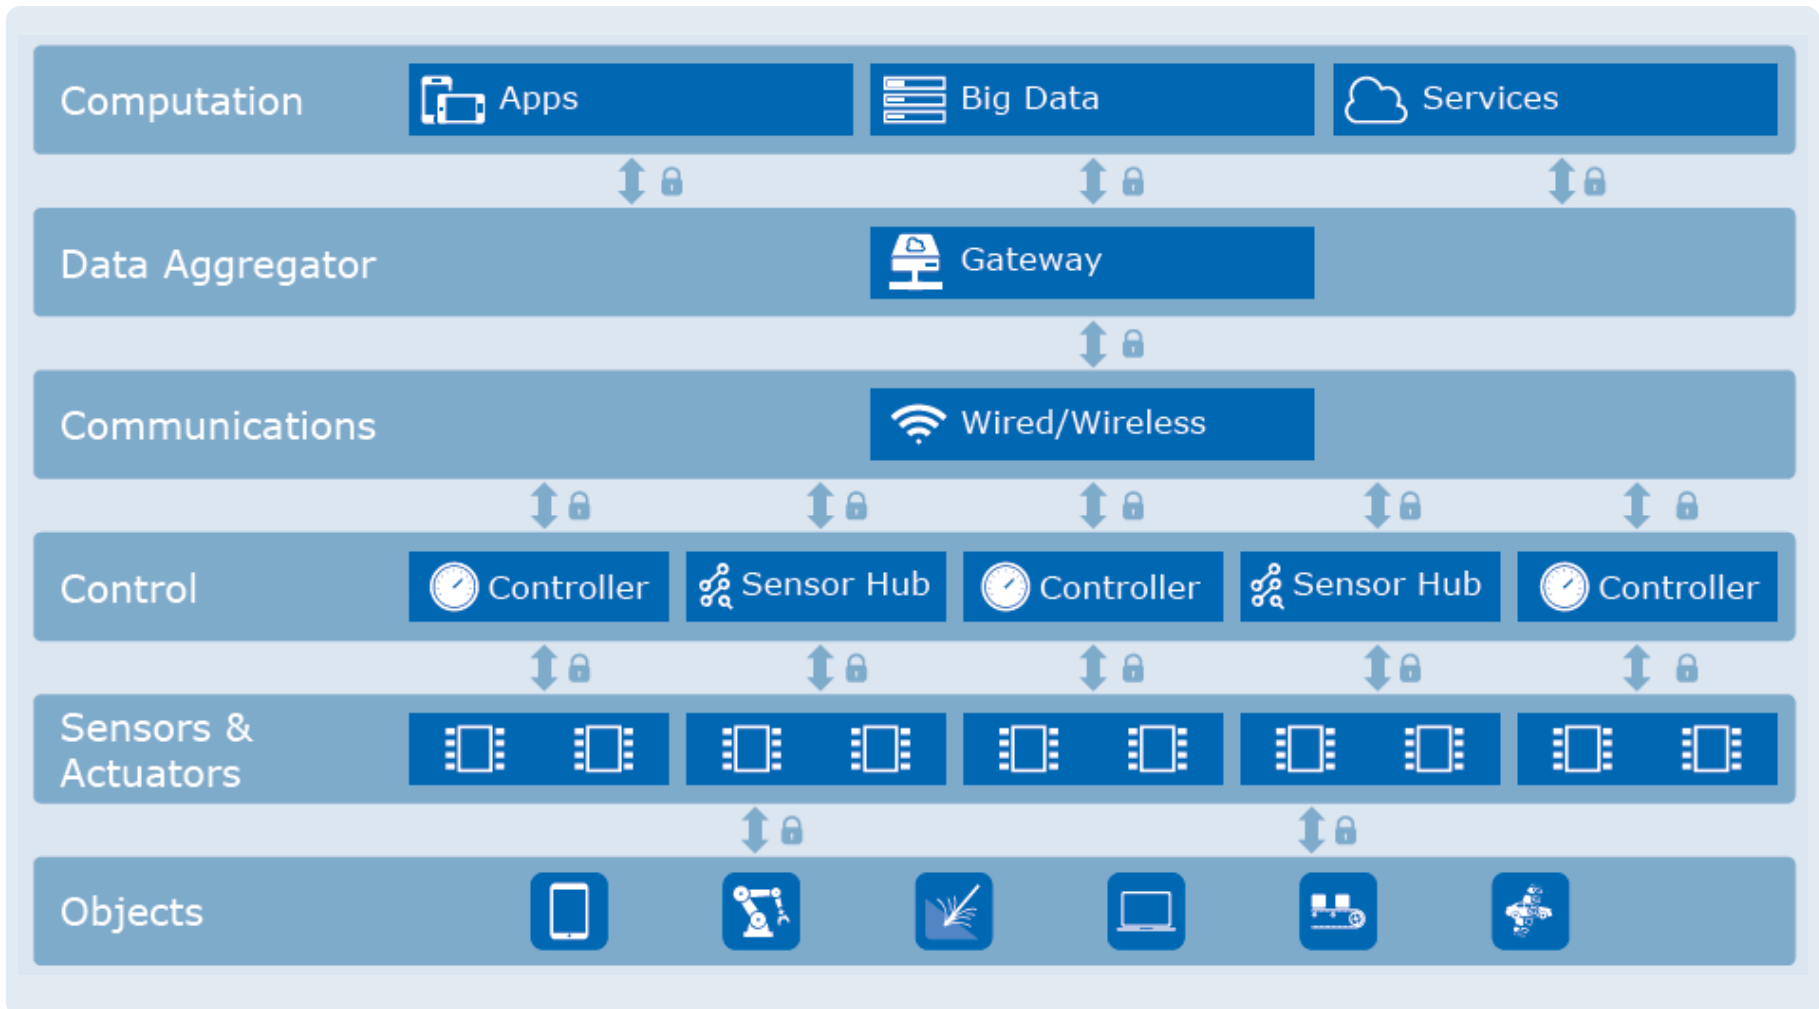 Computation
Apps
Big Data
Services
Data Aggregator
Gateway
Communications
Wired/Wireless
Control
Controller
Sensor Hub
Controller
Sensor Hub
Controller
Sensors &
Actuators
Objects